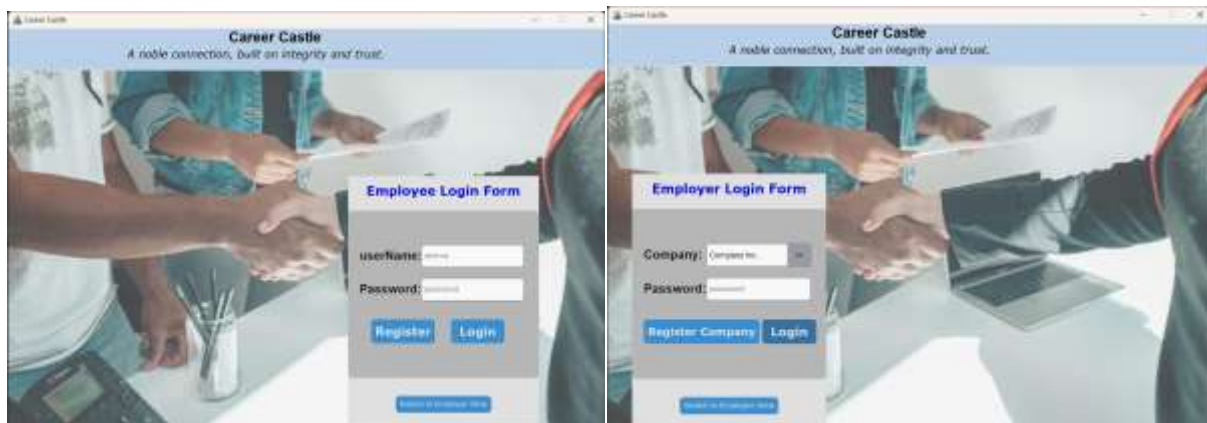 Career Castle
Career Castle
A noble connection, built on integrity and trust.
Employee Login Form
userName:
Password:
Register Login
Career Castle
Career Castle
A noble connection, built on integrity and trust.
Employer Login Form
Company:
Password:
Register Company Login